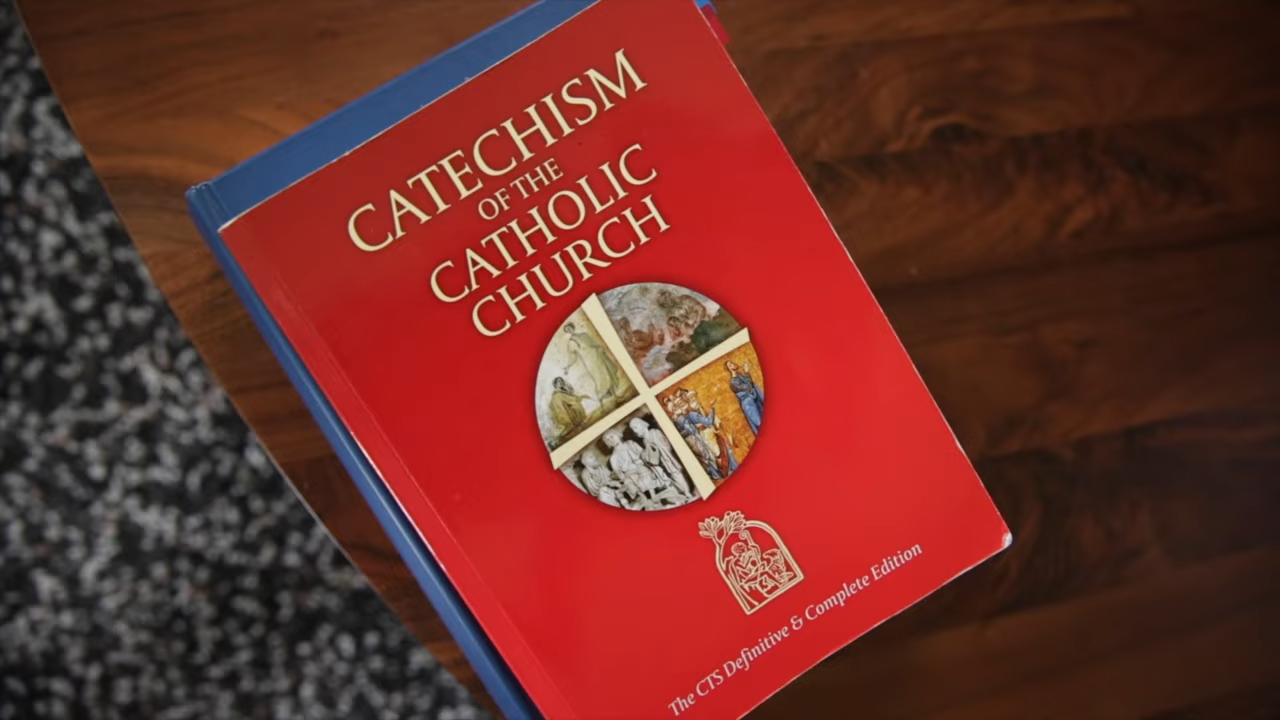 CATECHISM
OF THE
CATHOLIC
CHURCH
The CTS Definitive & Complete Edition